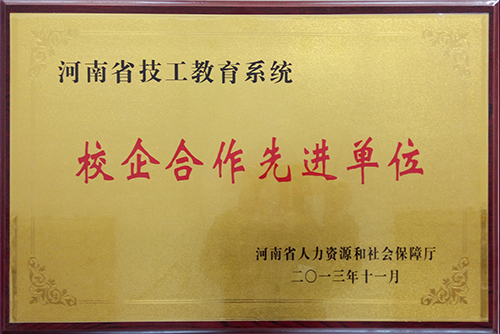 河南省技工教育系统
校企合作先进单位
河南省人力资源和社会保障厅
二〇一三年十一月